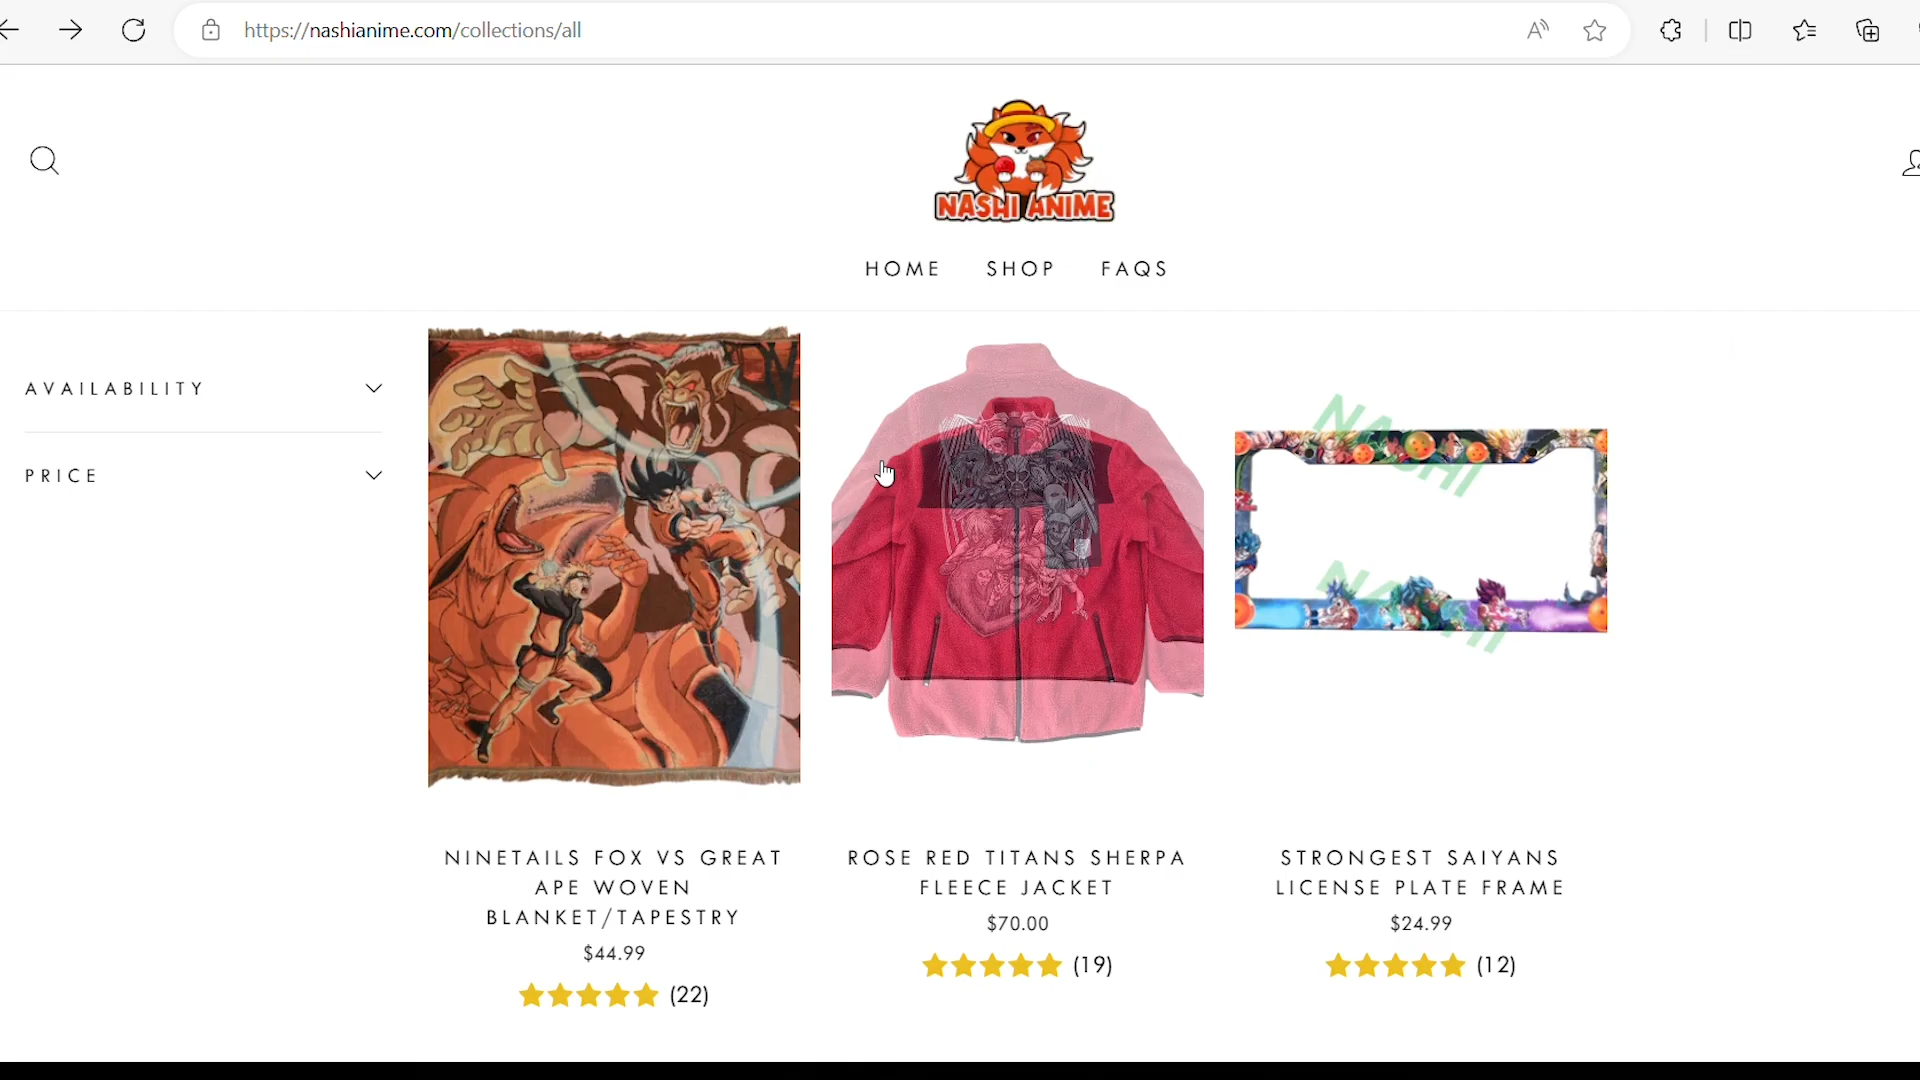 https://nashianime.com/collections/all
NASHI ANIME
HOME SHOP FAQS
AVAILABILITY
PRICE
NASHI
NASHI
NINETAILS FOX VS GREAT
APE WOVEN
BLANKET/TAPESTRY
$44.99
(22)
ROSE RED TITANS SHERPA
FLEECE JACKET
$70.00
(19)
STRONGEST SAIYANS
LICENSE PLATE FRAME
$24.99
(12)